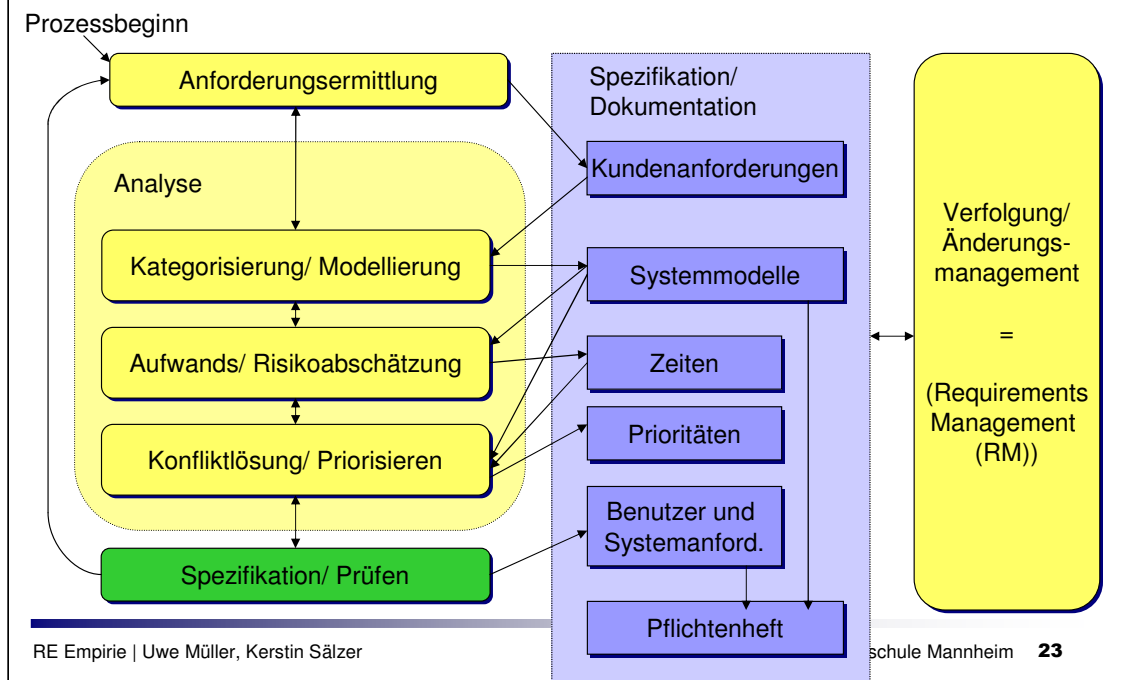 Prozessbeginn
Anforderungsermittlung
Analyse
Kategorisierung/ Modellierung
Aufwands/ Risikoabschätzung
Konfliktlösung/ Priorisieren
Spezifikation/ Prüfen
Spezifikation/
Dokumentation
Kundenanforderungen
Systemmodelle
Zeiten
Prioritäten
Benutzer und
Systemanford.
Pflichtenheft
Verfolgung/
Änderungs-
management
=
(Requirements
Management
(RM))
RE Empirie | Uwe Müller, Kerstin Sälzer
schule Mannheim 23